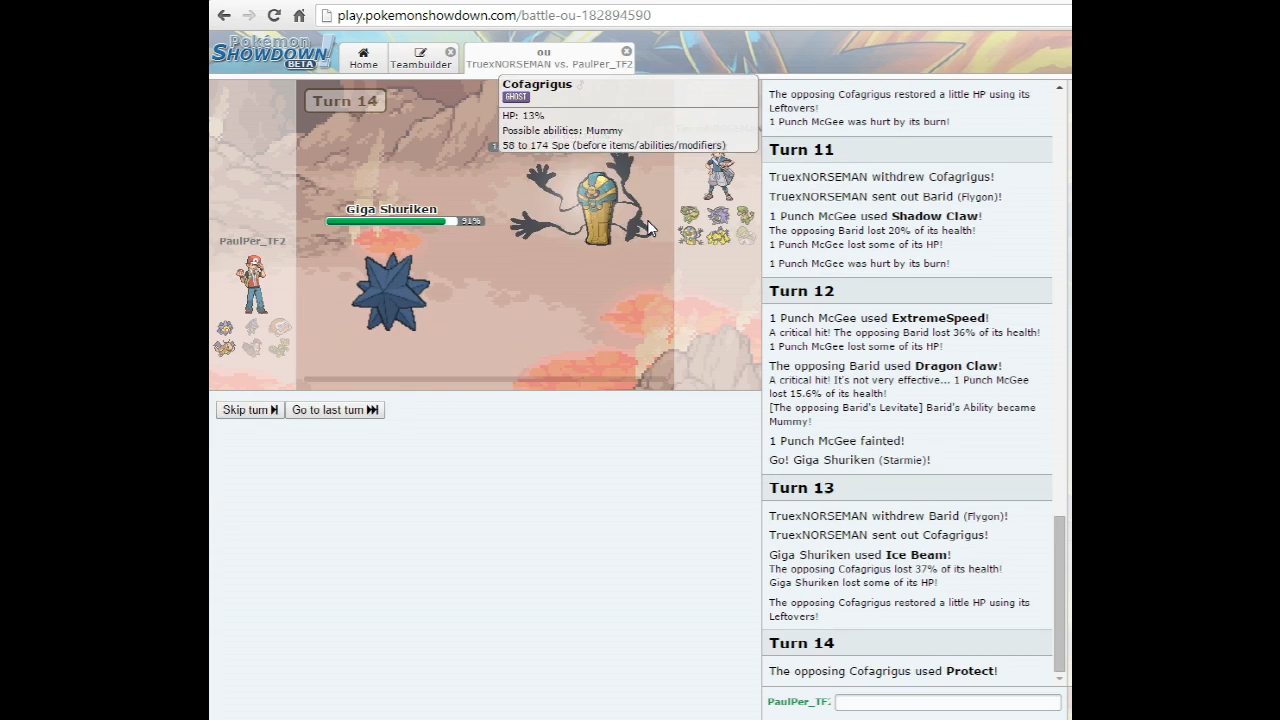 play.pokemonshowdown.com/battle-ou-182894590
Pokémon
SHOWDOWN!
BETA
Home
Teambuilder
ou
TruexNORSEMAN vs. PaulPer_TF2
Turn 14
Cofagrigus ♂
GHOST
HP: 13%
Possible abilities: Mummy
58 to 174 Spe (before items/abilities/modifiers)
Giga Shuriken
91%
PaulPer_TF2
Skip turn
Go to last turn
The opposing Cofagrigus restored a little HP using its
Leftovers!
1 Punch McGee was hurt by its burn!
Turn 11
TruexNORSEMAN withdrew Cofagrigus!
TruexNORSEMAN sent out Barid (Flygon)!
1 Punch McGee used Shadow Claw!
The opposing Barid lost 20% of its health!
1 Punch McGee lost some of its HP!
1 Punch McGee was hurt by its burn!
Turn 12
1 Punch McGee used ExtremeSpeed!
A critical hit! The opposing Barid lost 36% of its health!
1 Punch McGee lost some of its HP!
The opposing Barid used Dragon Claw!
A critical hit! It's not very effective... 1 Punch McGee
lost 15.6% of its health!
[The opposing Barid's Levitate] Barid's Ability became
Mummy!
1 Punch McGee fainted!
Go! Giga Shuriken (Starmie)!
Turn 13
TruexNORSEMAN withdrew Barid (Flygon)!
TruexNORSEMAN sent out Cofagrigus!
Giga Shuriken used Ice Beam!
The opposing Cofagrigus lost 37% of its health!
Giga Shuriken lost some of its HP!
The opposing Cofagrigus restored a little HP using its
Leftovers!
Turn 14
The opposing Cofagrigus used Protect!
PaulPer_TF2: